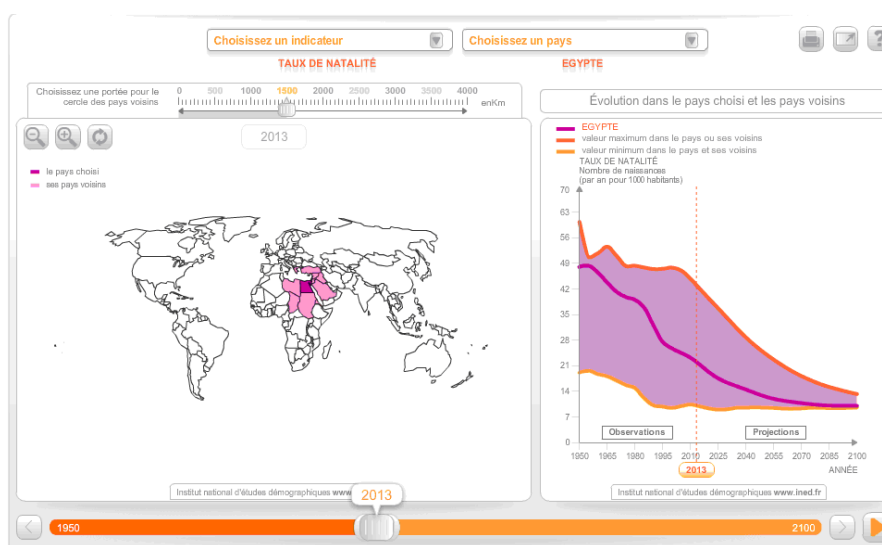 Choisissez un indicateur
Choisissez un pays
TAUX DE NATALITÉ
EGYPTE
?
Choisissez une portée pour le
cercle des pays voisins
0 500 1000 1500 2000 2500 3000 3500 4000
enKm
Évolution dans le pays choisi et les pays voisins
2013
le pays choisi
ses pays voisins
EGYPTE
valeur maximum dans le pays ou ses voisins
valeur minimum dans le pays et ses voisins
TAUX DE NATALITÉ
Nombre de naissances
(par an pour 1000 habitants)
70
63
56
49
42
35
28
21
14
7
0
Observations
Projections
1950 1965 1980 1995 2010 2025 2040 2055 2070 2085 2100
2013
ANNÉE
Institut national d'études démographiques www
Institut national d'études démographiques www.ined.fr
2013
1950
2100